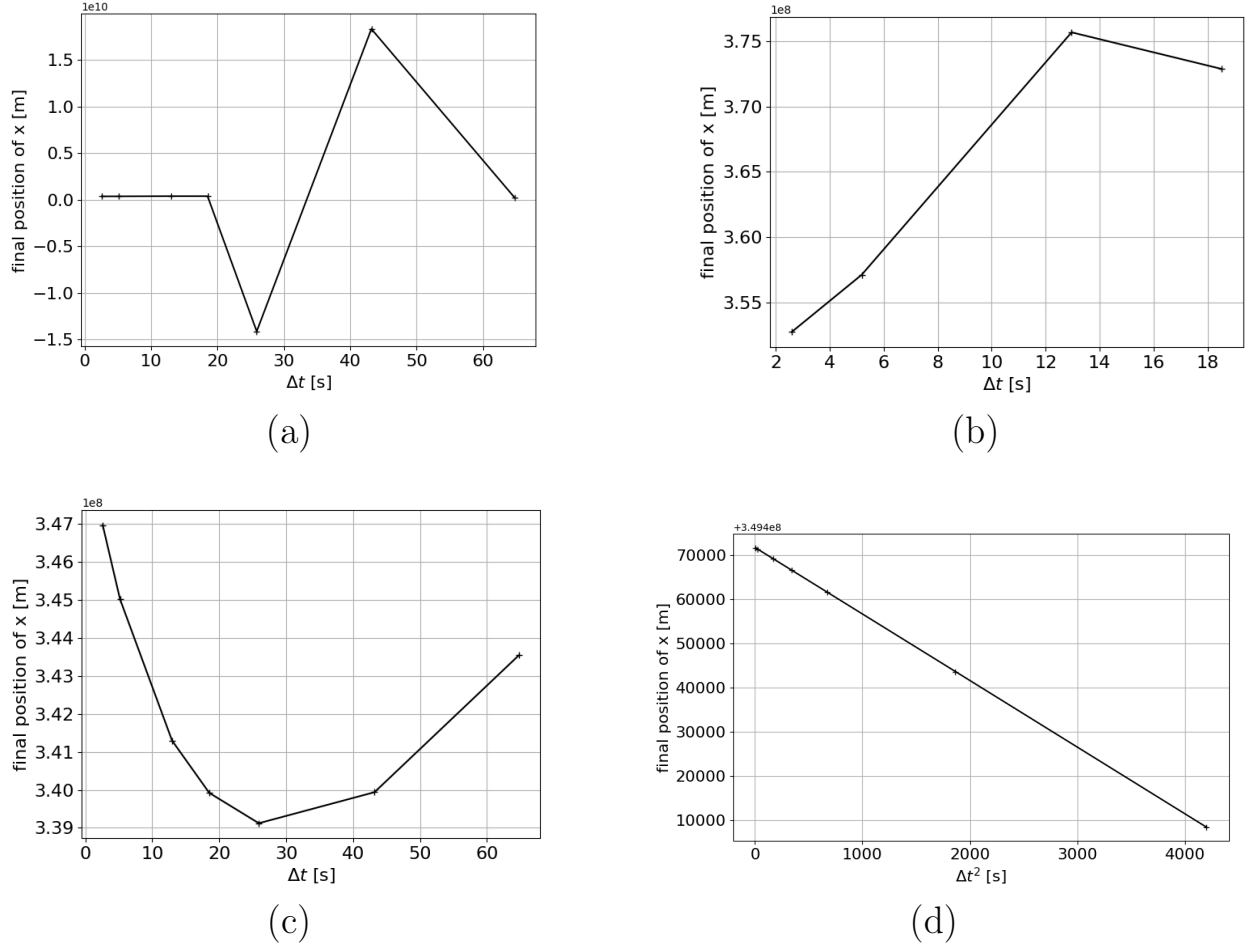 1e10
1.5
1.0
0.5
0.0
−0.5
−1.0
−1.5
final position of x [m]
0 10 20 30 40 50 60
Δt [s]
(a)
1e8
3.75
3.70
3.65
3.60
3.55
final position of x [m]
2 4 6 8 10 12 14 16 18
Δt [s]
(b)
1e8
3.47
3.46
3.45
3.44
3.43
3.42
3.41
3.40
3.39
final position of x [m]
0 10 20 30 40 50 60
Δt [s]
(c)
+3.494e8
70000
60000
50000
40000
30000
20000
10000
final position of x [m]
0 1000 2000 3000 4000
Δt² [s]
(d)